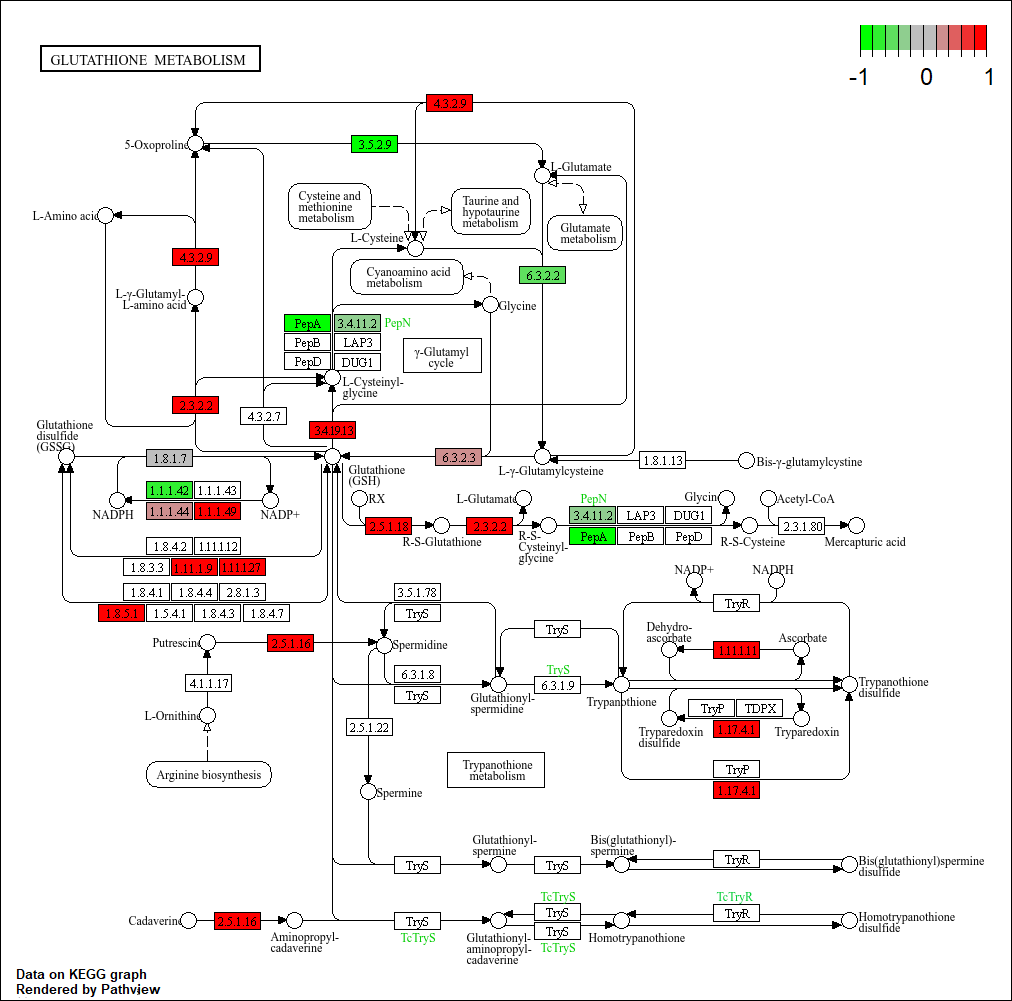 GLUTATHIONE METABOLISM
-1
0
1
4.3.2.9
5-Oxoproline
3.5.2.9
L-Glutamate
Cysteine and
methionine
metabolism
Taurine and
hypotaurine
metabolism
L-Amino acid
Glutamate
metabolism
L-Cysteine
4.3.2.9
Cyanoamino acid
metabolism
6.3.2.2
L-γ-Glutamyl-
L-amino acid
Glycine
PepA
3.4.11.2
PepN
PepB
LAP3
PepD
DUG1
γ-Glutamyl
cycle
L-Cysteinyl-
glycine
2.3.2.2
4.3.2.7
Glutathione
disulfide
(GSSG)
3.4.19.13
1.8.1.7
Glutathione
(GSH)
6.3.2.3
L-γ-Glutamylcysteine
1.8.1.13
Bis-γ-glutamylcystine
1.1.1.42
1.1.1.43
1.1.1.44
1.1.1.49
NADPH
NADP+
RX
L-Glutamate
PepN
Glycin
Acetyl-CoA
2.5.1.18
2.3.2.2
3.4.11.2
LAP3
DUG1
PepA
PepB
PepD
2.3.1.80
R-S-Glutathione
R-S-
Cysteinyl-
glycine
R-S-Cysteine
Mercapturic acid
1.8.4.2
1.11.1.12
1.8.3.3
1.11.1.9
1.11.1.27
1.8.4.1
1.8.4.4
2.8.1.3
1.8.5.1
1.5.4.1
1.8.4.3
1.8.4.7
NADP+
NADPH
3.5.1.78
TryS
TryR
Putrescine
2.5.1.16
Spermidine
TryS
Dehydro-
ascorbate
Ascorbate
1.11.1.11
4.1.1.17
6.3.1.8
TryS
TryS
6.3.1.9
Glutathionyl-
spermidine
Trypanothione
Trypanothione
disulfide
L-Ornithine
2.5.1.22
TryP
TDPX
1.17.4.1
Tryparedoxin
disulfide
Tryparedoxin
Arginine biosynthesis
Trypanothione
metabolism
TryP
1.17.4.1
Spermine
Glutathionyl-
spermine
Bis(glutathionyl)-
spermine
TryS
TryS
TryR
Bis(glutathionyl)spermine
disulfide
Cadaverine
2.5.1.16
Aminopropyl-
cadaverine
TryS
TcTryS
Glutathionyl-
aminopropyl-
cadaverine
TcTryS
TryS
TryS
TcTryS
Homotrypanothione
TcTryR
TryR
Homotrypanothione
disulfide
Data on KEGG graph
Rendered by Pathview